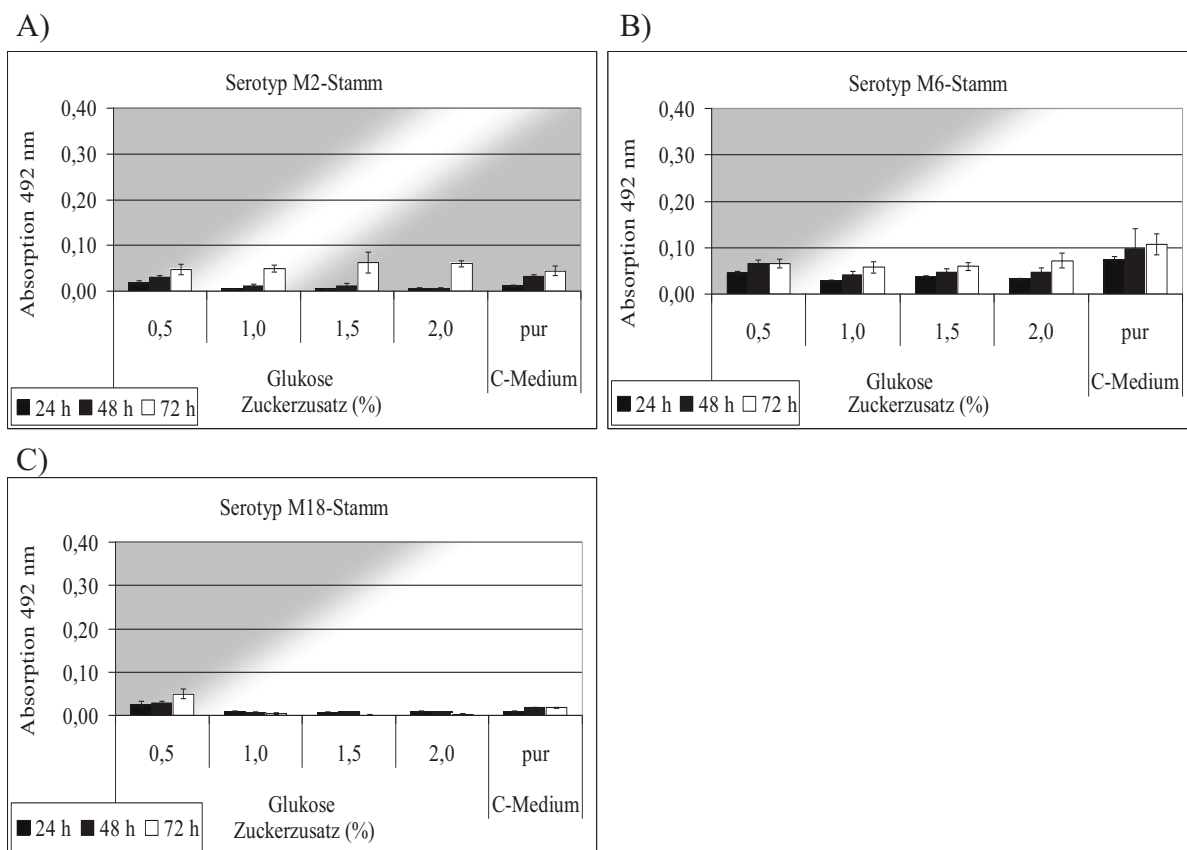 A)
Serotyp M2-Stamm
Absorption 492 nm
0,40
0,30
0,20
0,10
0,00
0,5 1,0 1,5 2,0 pur
Glukose C-Medium
Zuckerzusatz (%)
24 h 48 h 72 h
B)
Serotyp M6-Stamm
Absorption 492 nm
0,40
0,30
0,20
0,10
0,00
0,5 1,0 1,5 2,0 pur
Glukose C-Medium
Zuckerzusatz (%)
24 h 48 h 72 h
C)
Serotyp M18-Stamm
Absorption 492 nm
0,40
0,30
0,20
0,10
0,00
0,5 1,0 1,5 2,0 pur
Glukose C-Medium
Zuckerzusatz (%)
24 h 48 h 72 h